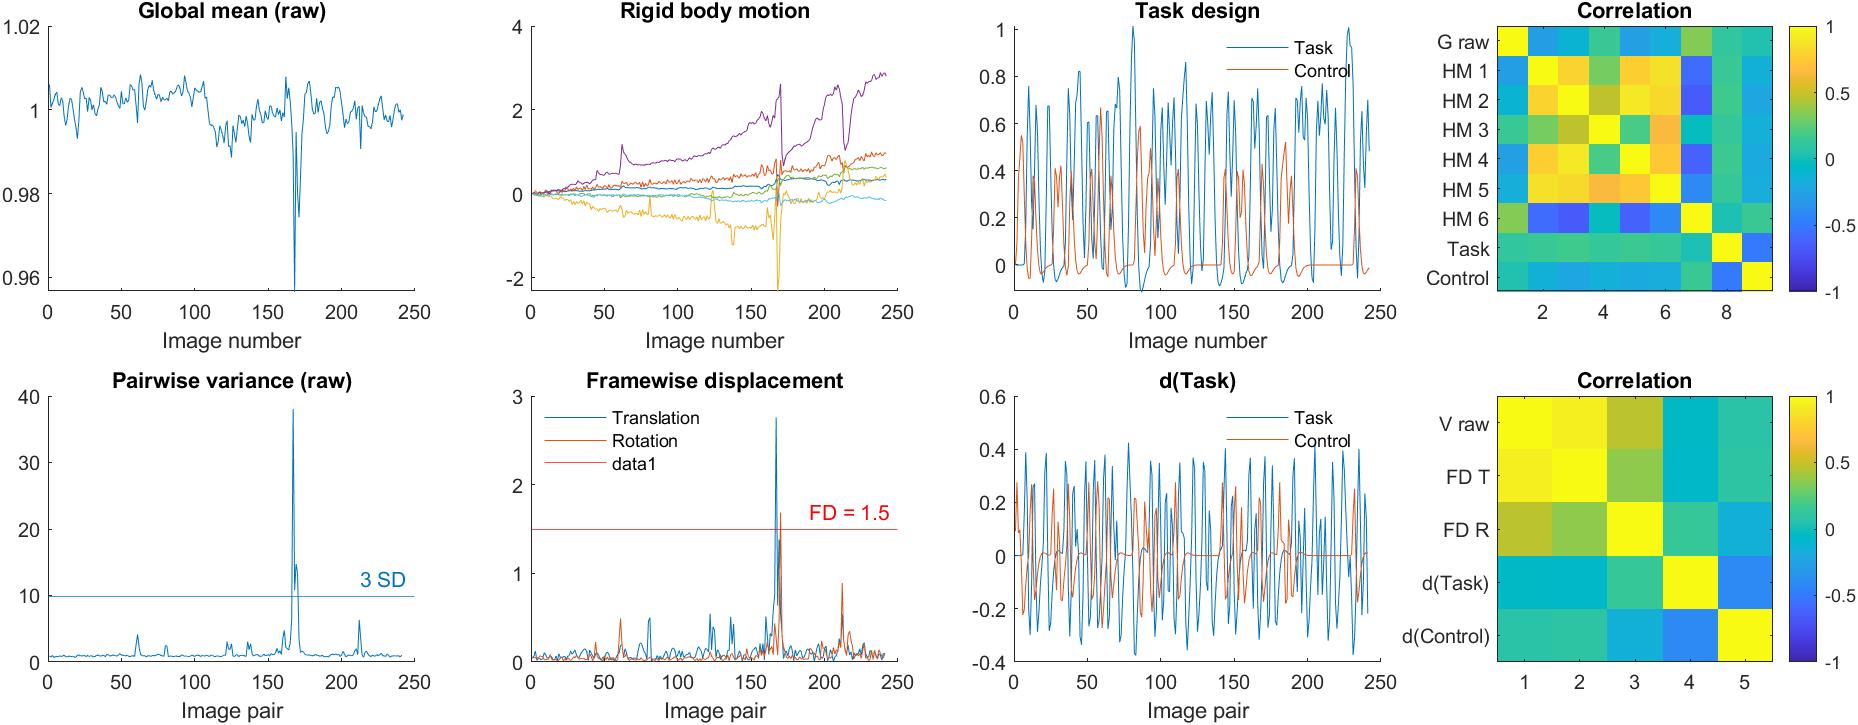 Global mean (raw)
1.02
1
0.98
0.96
0 50 100 150 200 250
Image number
Rigid body motion
4
2
0
-2
0 50 100 150 200 250
Image number
Task design
Task
Control
1
0.8
0.6
0.4
0.2
0
0 50 100 150 200 250
Image number
Correlation
G raw
HM 1
HM 2
HM 3
HM 4
HM 5
HM 6
Task
Control
2 4 6 8
1
0.5
0
-0.5
-1
Pairwise variance (raw)
40
30
20
10
0
3 SD
0 50 100 150 200 250
Image pair
Framewise displacement
Translation
Rotation
data1
FD = 1.5
3
2
1
0
0 50 100 150 200 250
Image pair
d(Task)
Task
Control
0.6
0.4
0.2
0
-0.2
-0.4
0 50 100 150 200 250
Image pair
Correlation
V raw
FD T
FD R
d(Task)
d(Control)
1 2 3 4 5
1
0.5
0
-0.5
-1